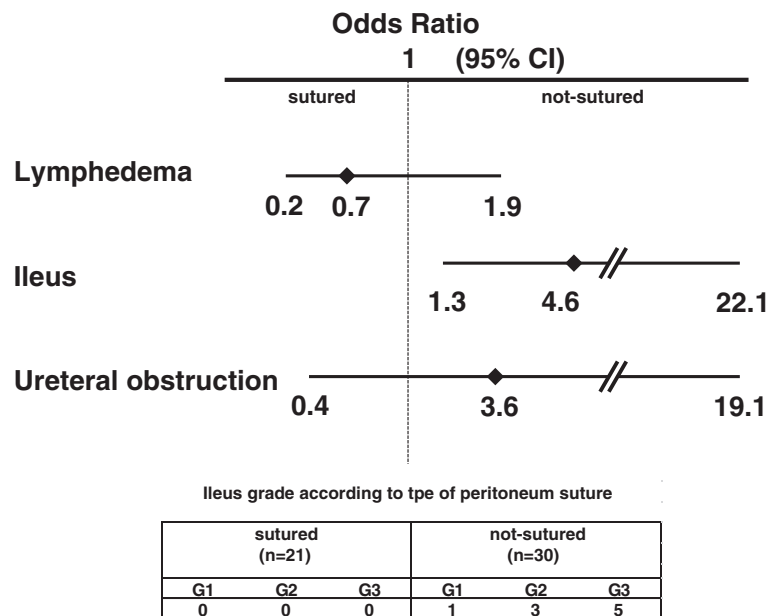 Odds Ratio
1 (95% CI)
sutured not-sutured
Lymphedema
0.2 0.7 1.9
Ileus
1.3 4.6 22.1
Ureteral obstruction
0.4 3.6 19.1
Ileus grade according to tpe of peritoneum suture
sutured not-sutured
(n=21) (n=30)
G1 G2 G3 G1 G2 G3
0 0 0 1 3 5